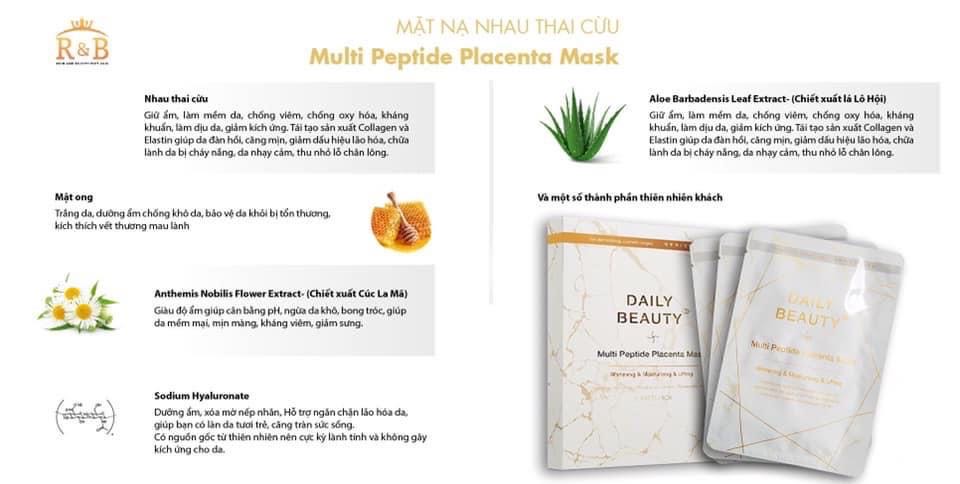 R & B
MẶT NẠ NHAU THAI CỪU
Multi Peptide Placenta Mask
Nhau thai cừu
Giữ ẩm, làm mềm da, chống viêm, chống oxy hóa, kháng
khuẩn, làm dịu da, giảm kích ứng. Tái tạo sản xuất Collagen và
Elastin giúp da đàn hồi, căng mịn, giảm dấu hiệu lão hóa, chữa
lành da bị cháy nắng, da nhạy cảm, thu nhỏ lỗ chân lông.
Mật ong
Trắng da, dưỡng ẩm chống khô da, bảo vệ da khỏi bị tổn thương,
kích thích vết thương mau lành
Anthemis Nobilis Flower Extract- (Chiết xuất Cúc La Mã)
Giàu độ ẩm giúp cân bằng pH, ngừa da khô, bong tróc, giúp
da mềm mại, mịn màng, kháng viêm, giảm sưng.
Sodium Hyaluronate
Dưỡng ẩm, xóa mờ nếp nhăn, Hỗ trợ ngăn chặn lão hóa da,
giúp bạn có làn da tươi trẻ, căng tràn sức sống.
Có nguồn gốc từ thiên nhiên nên cực kỳ lành tính và không gây
kích ứng cho da.
Aloe Barbadensis Leaf Extract- (Chiết xuất lá Lô Hội)
Giữ ẩm, làm mềm da, chống viêm, chống oxy hóa, kháng
khuẩn, làm dịu da, giảm kích ứng. Tái tạo sản xuất Collagen và
Elastin giúp da đàn hồi, căng mịn, giảm dấu hiệu lão hóa, chữa
lành da bị cháy nắng, da nhạy cảm, thu nhỏ lỗ chân lông.
Và một số thành phần thiên nhiên khách
DAILY
BEAUTY
Multi Peptide Placenta Mas
Whitening & Moisturizing & Lifting
DAILY
BEAUTY
Multi Peptide Placenta Mask
Whitening & Moisturizing & Lifting